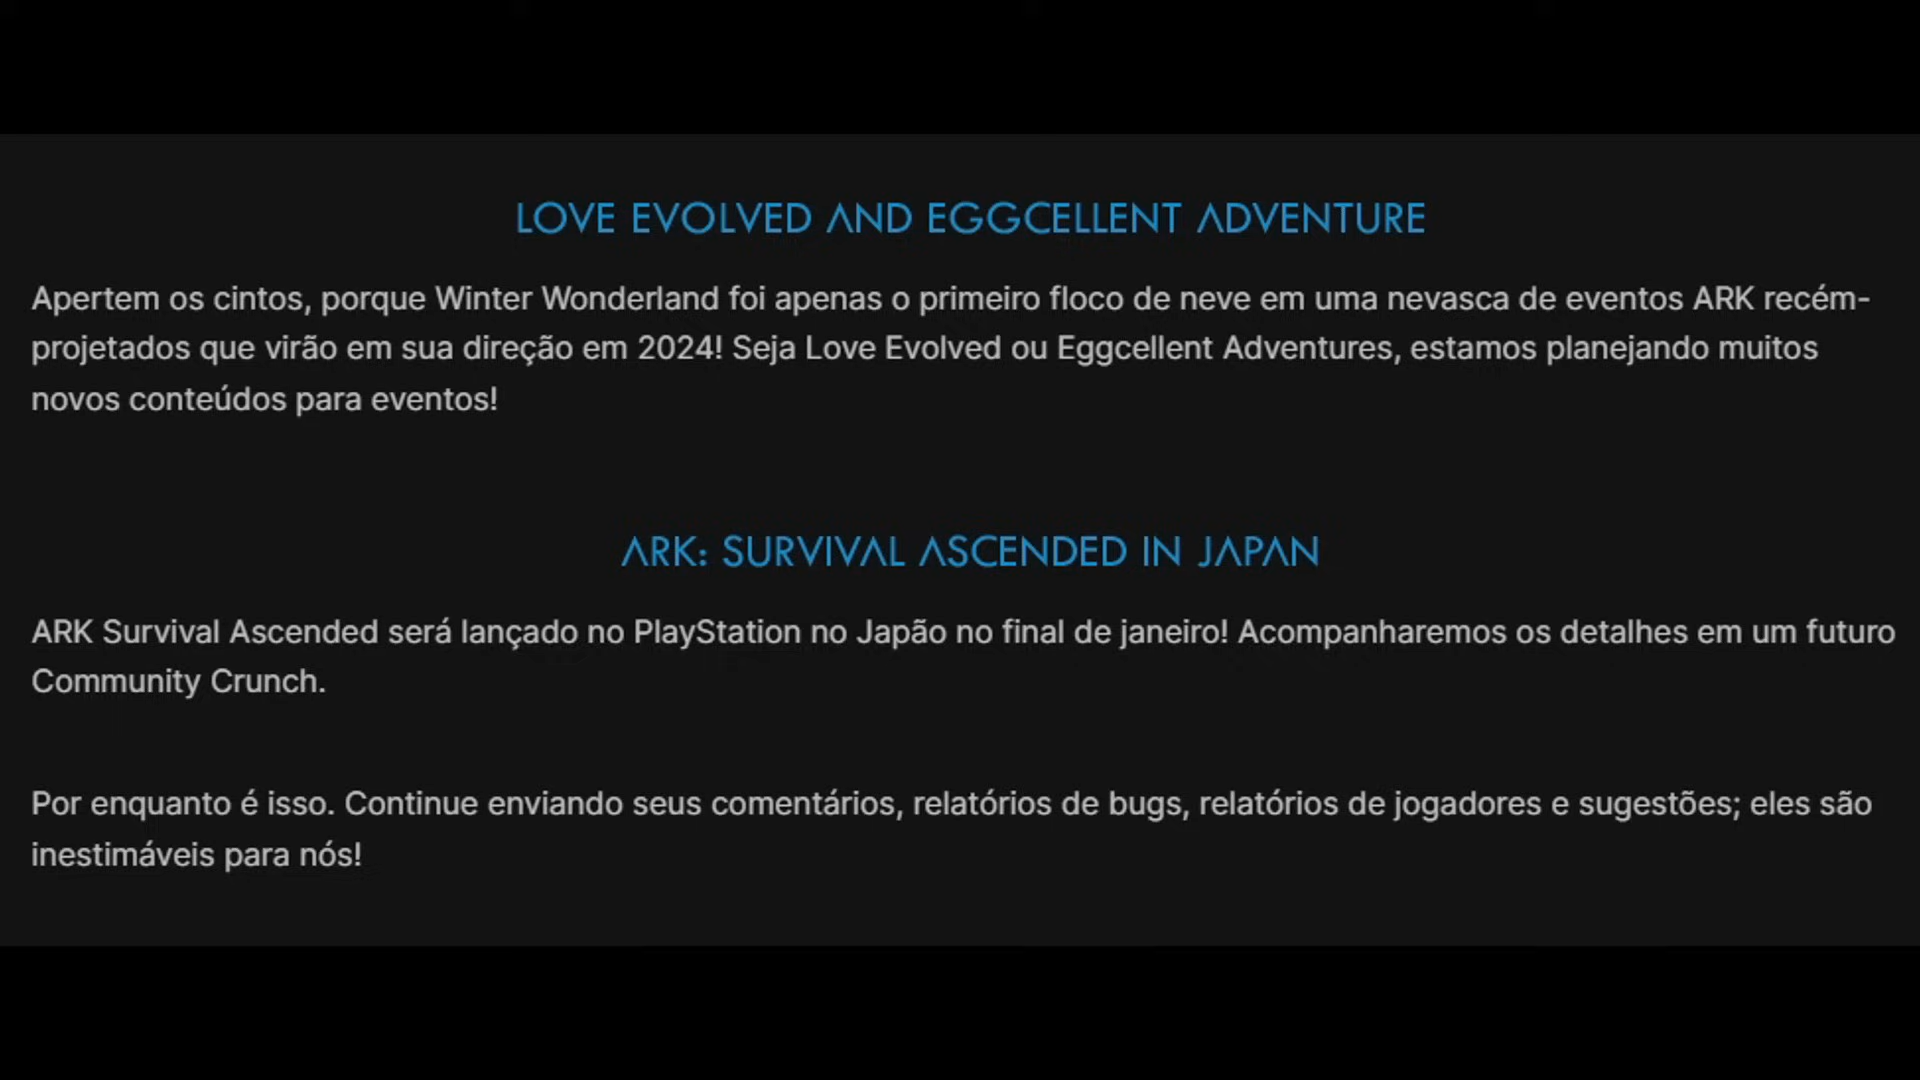 LOVE EVOLVED AND EGGCELLENT ADVENTURE
Apertem os cintos, porque Winter Wonderland foi apenas o primeiro floco de neve em uma nevasca de eventos ARK recém-
projetados que virão em sua direção em 2024! Seja Love Evolved ou Eggcellent Adventures, estamos planejando muitos
novos conteúdos para eventos!
ARK: SURVIVAL ASCENDED IN JAPAN
ARK Survival Ascended será lançado no PlayStation no Japão no final de janeiro! Acompanharemos os detalhes em um futuro
Community Crunch.
Por enquanto é isso. Continue enviando seus comentários, relatórios de bugs, relatórios de jogadores e sugestões; eles são
inestimáveis para nós!